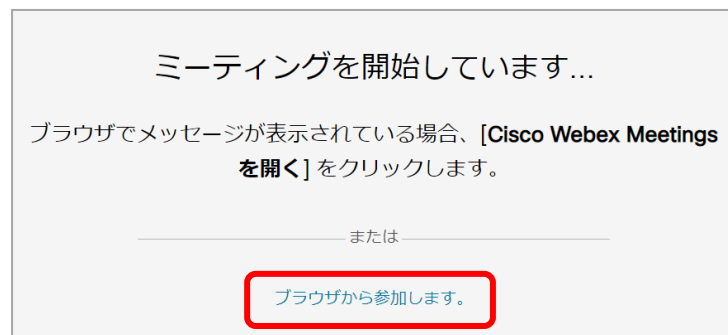 ミーティングを開始しています...
ブラウザでメッセージが表示されている場合、[Cisco Webex Meetings
を開く] をクリックします。
または
ブラウザから参加します。